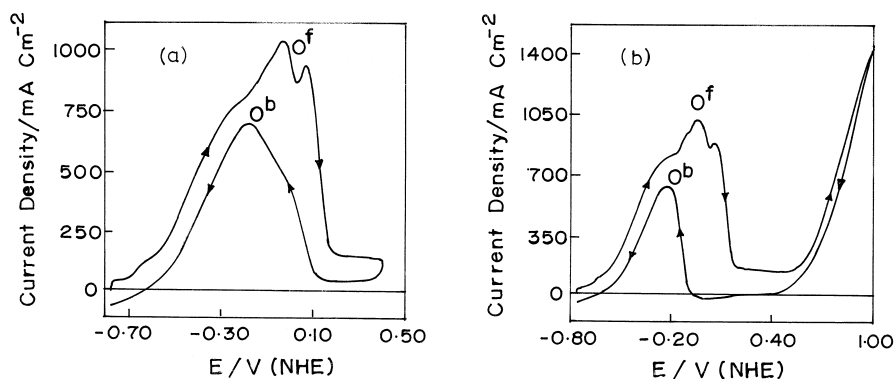 (a)
O^f
O^b
1000
750
500
250
0
-0.70
-0.30
0.10
0.50
Current Density/mA Cm^-2
E / V (NHE)
(b)
O^f
O^b
1400
1050
700
350
0
-0.80
-0.20
0.40
1.00
Current Density/mA Cm^-2
E / V (NHE)